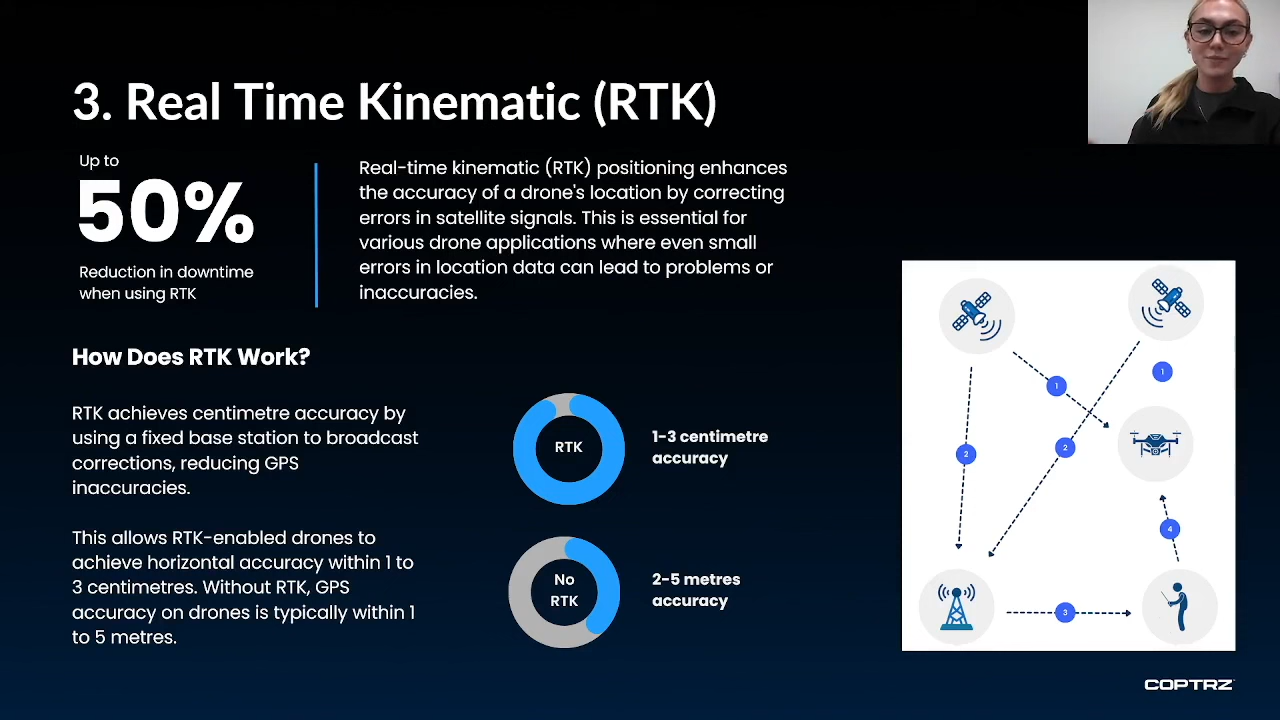 3. Real Time Kinematic (RTK)
Up to
50%
Reduction in downtime
when using RTK
Real-time kinematic (RTK) positioning enhances
the accuracy of a drone's location by correcting
errors in satellite signals. This is essential for
various drone applications where even small
errors in location data can lead to problems or
inaccuracies.
How Does RTK Work?
RTK achieves centimetre accuracy by
using a fixed base station to broadcast
corrections, reducing GPS
inaccuracies.
This allows RTK-enabled drones to
achieve horizontal accuracy within 1 to
3 centimetres. Without RTK, GPS
accuracy on drones is typically within 1
to 5 metres.
RTK
1-3 centimetre
accuracy
No
RTK
2-5 metres
accuracy
1
1
2
2
4
3
COPTRZ